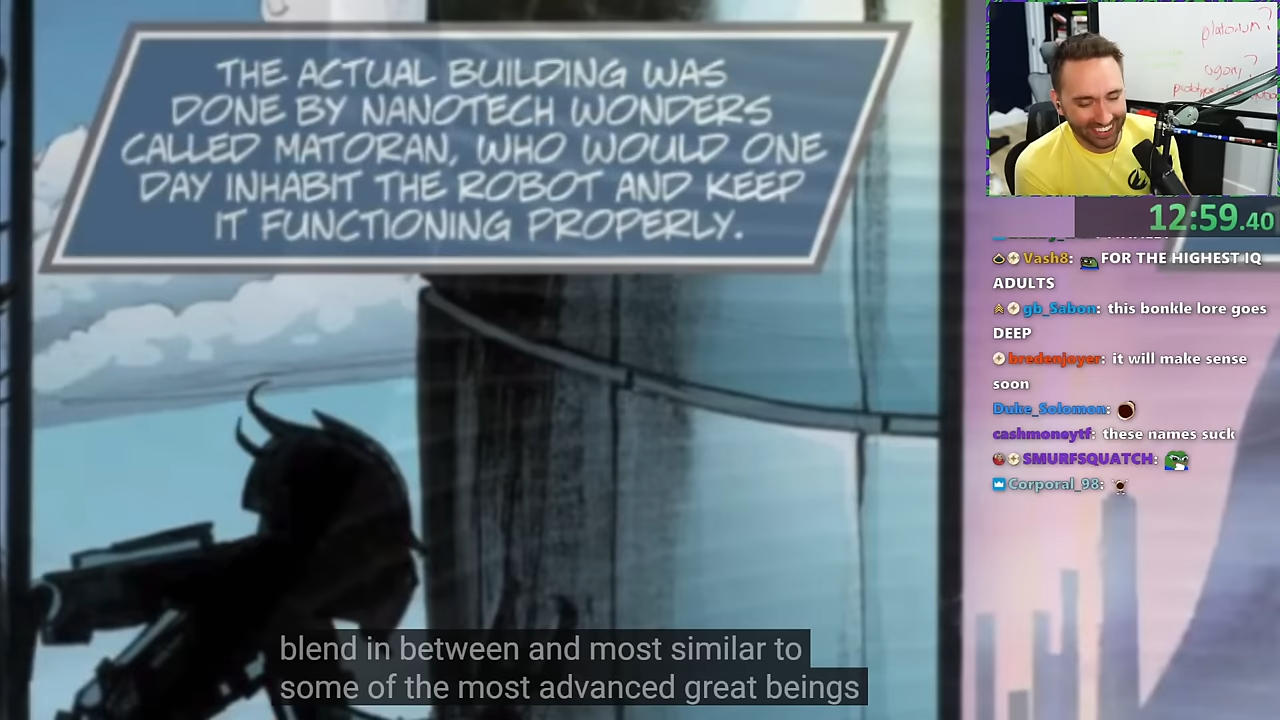 THE ACTUAL BUILDING WAS
DONE BY NANOTECH WONDERS
CALLED MATORAN, WHO WOULD ONE
DAY INHABIT THE ROBOT AND KEEP
IT FUNCTIONING PROPERLY.
blend in between and most similar to
some of the most advanced great beings
platonum?
agori?
12:59.40
Vash8: FOR THE HIGHEST IQ
ADULTS
gb_Sabon: this bonkle lore goes
DEEP
bredenjoyer: it will make sense
soon
Duke_Solomon:
cashmoneytf: these names suck
SMURFSQUATCH:
Corporal_98: